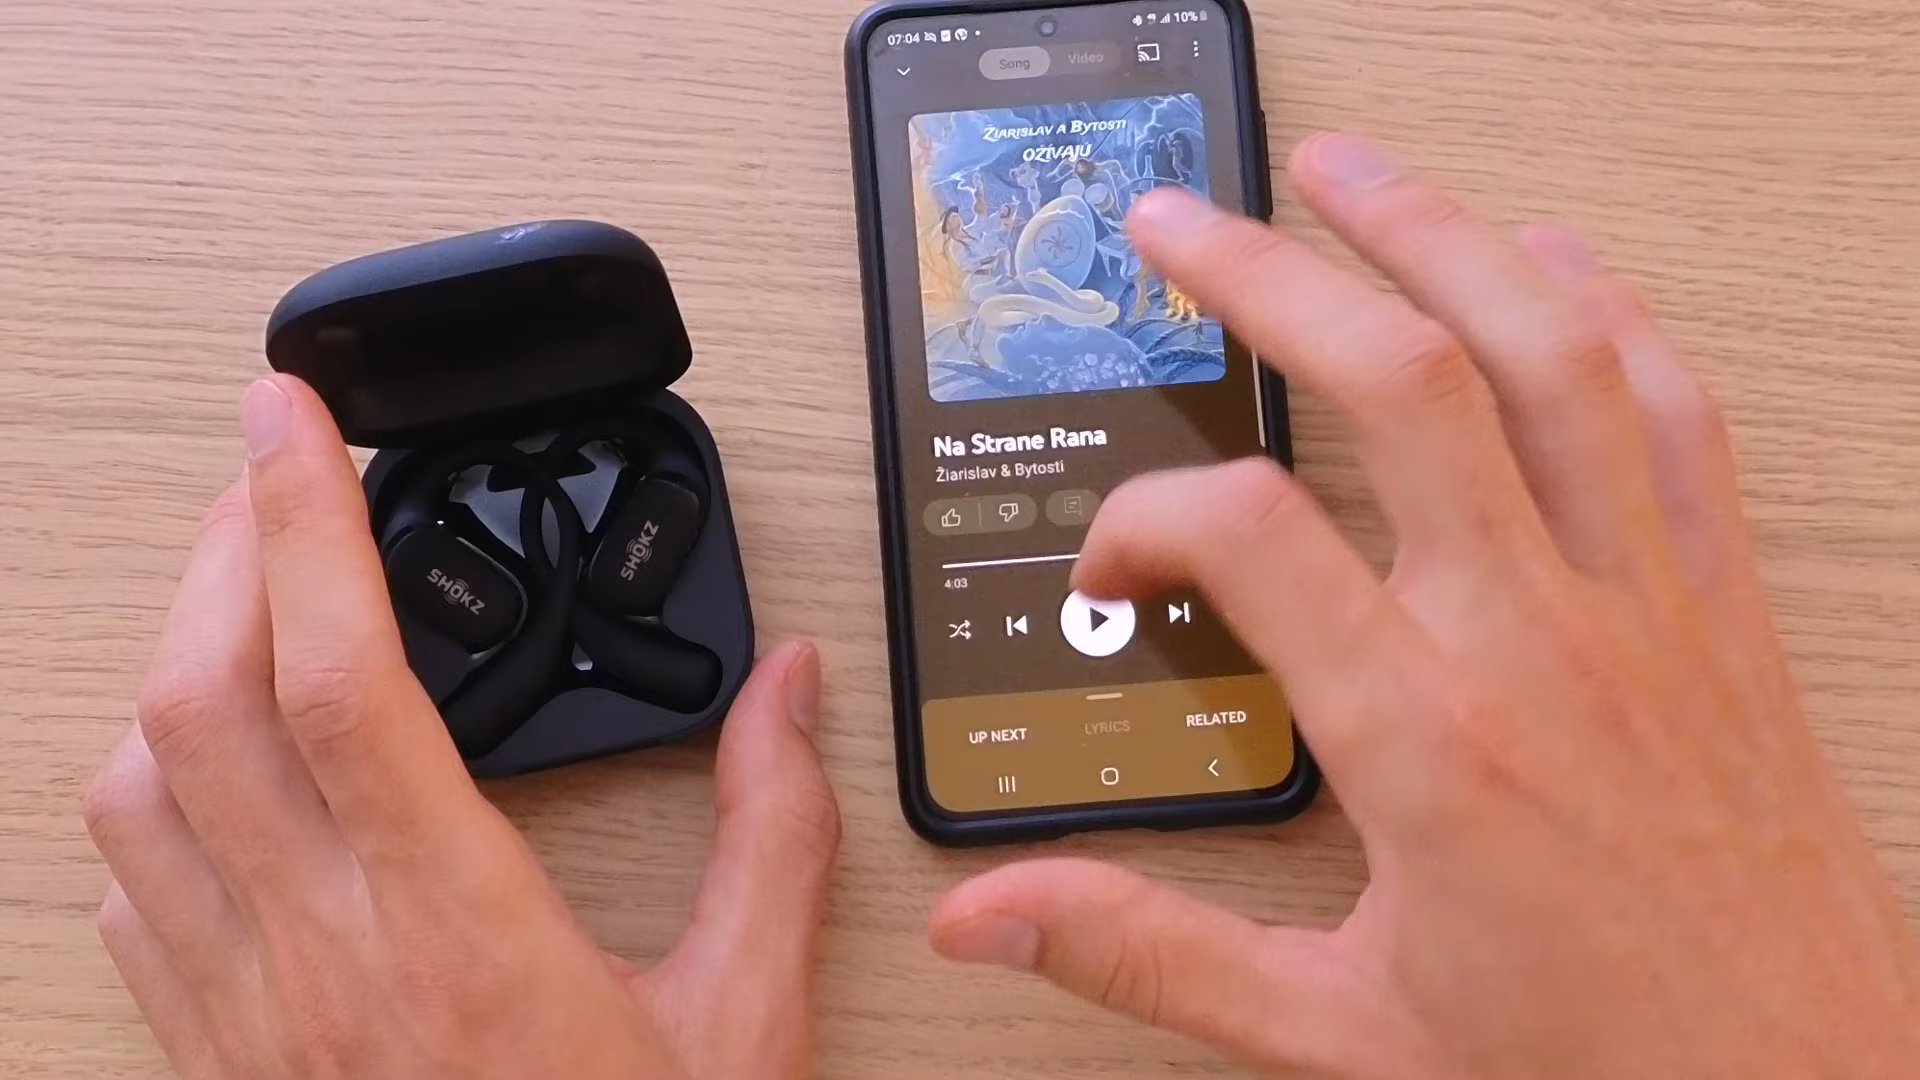 07:04
10%
Song
Video
ŽIARISLAV A BYTOSTI
OŽÍVAJÚ
Na Strane Rana
Žiarislav & Bytosti
4:03
UP NEXT
LYRICS
RELATED
SHOKZ
SHOKZ